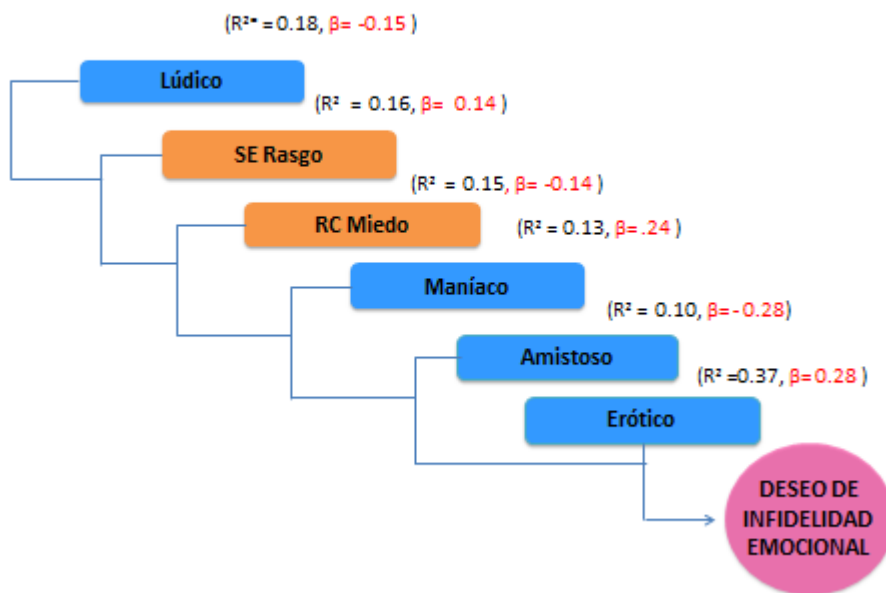 (R²* = 0.18, β= -0.15)
Lúdico
(R² = 0.16, β= 0.14)
SE Rasgo
(R² = 0.15, β= -0.14 )
RC Miedo
(R² = 0.13, β= .24 )
Maníaco
(R² = 0.10, β= - 0.28)
Amistoso
(R² =0.37, β= 0.28 )
Erótico
DESEO DE
INFIDELIDAD
EMOCIONAL